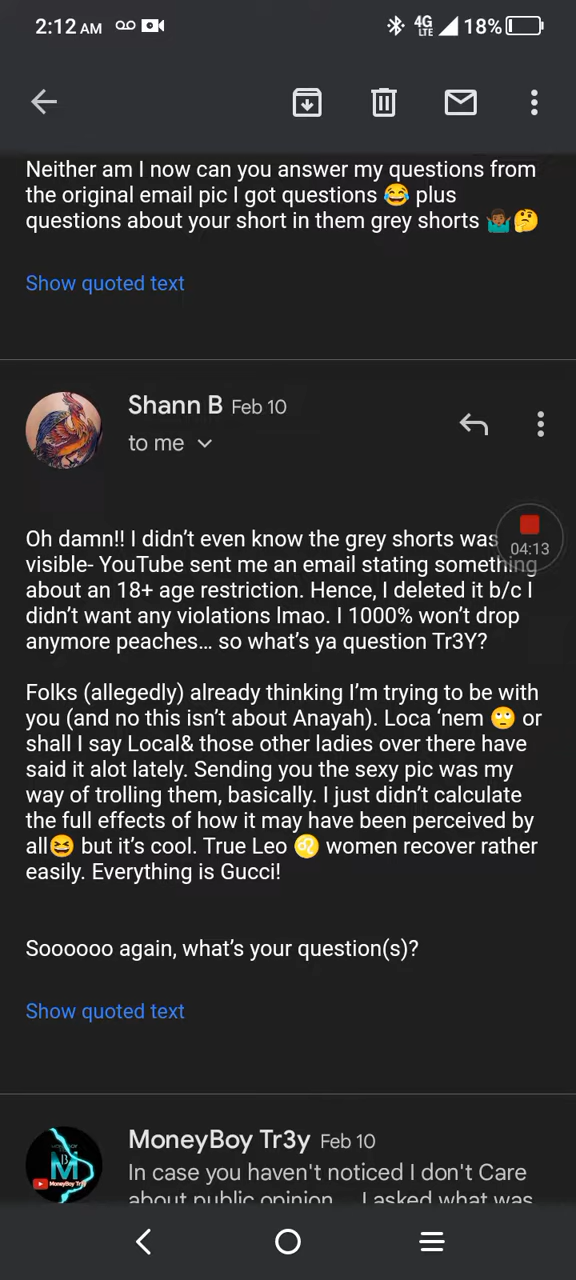 2:12 AM 4G LTE 18%
Neither am I now can you answer my questions from
the original email pic I got questions 😂 plus
questions about your short in them grey shorts 🤷🏾‍♂️🤔
Show quoted text
Shann B Feb 10
to me
Oh damn!! I didn’t even know the grey shorts was
visible- YouTube sent me an email stating something
04:13
about an 18+ age restriction. Hence, I deleted it b/c I
didn’t want any violations lmao. I 1000% won’t drop
anymore peaches… so what’s ya question Tr3Y?
Folks (allegedly) already thinking I’m trying to be with
you (and no this isn’t about Anayah). Loca ‘nem 🙄 or
shall I say Local& those other ladies over there have
said it alot lately. Sending you the sexy pic was my
way of trolling them, basically. I just didn’t calculate
the full effects of how it may have been perceived by
all😆 but it’s cool. True Leo ♌ women recover rather
easily. Everything is Gucci!
Soooooo again, what’s your question(s)?
Show quoted text
MoneyBoy Tr3y Feb 10
In case you haven't noticed I don't Care
about public opinion.... I asked what was